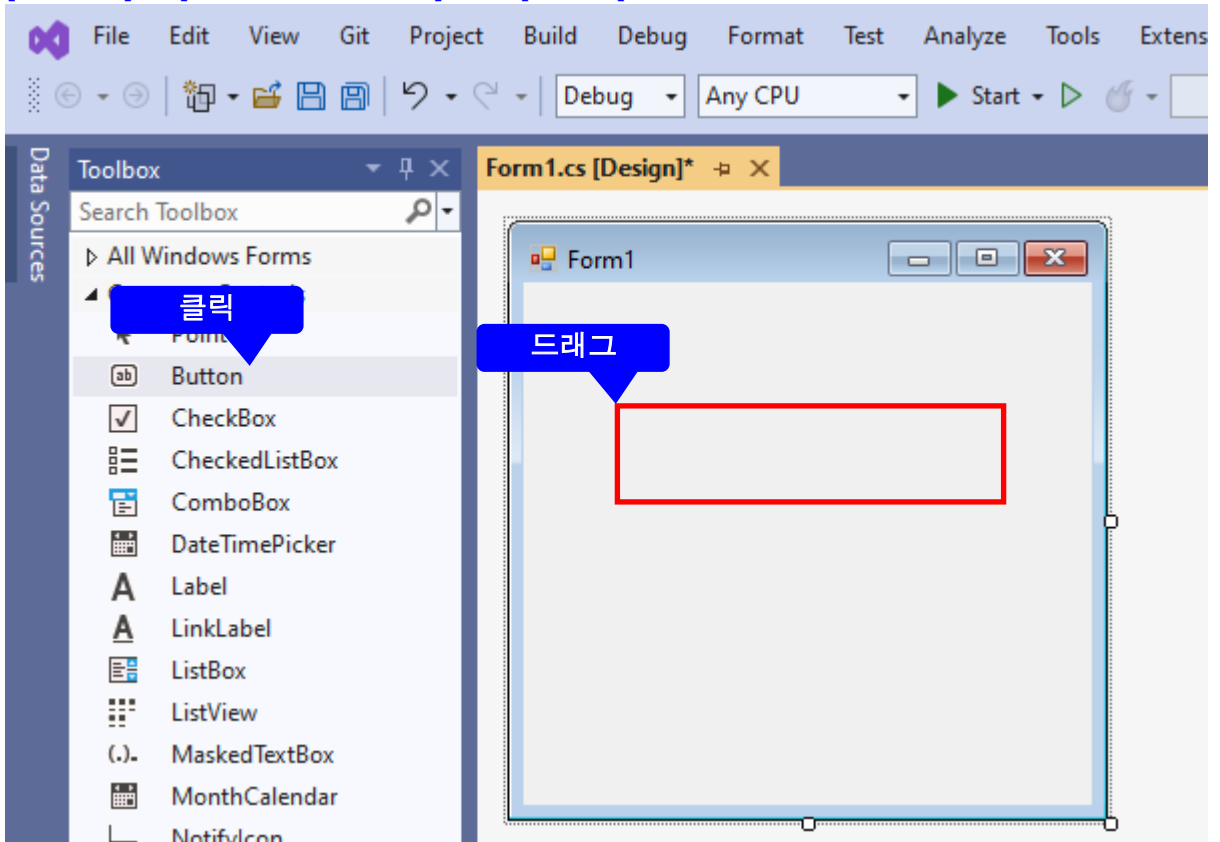 File Edit View Git Project Build Debug Format Test Analyze Tools Extens
Debug Any CPU Start
Data Sources
Toolbox
Search Toolbox
All Windows Forms
클릭
Button
CheckBox
CheckedListBox
ComboBox
DateTimePicker
Label
LinkLabel
ListBox
ListView
MaskedTextBox
MonthCalendar
NotifyIcon
Form1.cs [Design]*
Form1
드래그